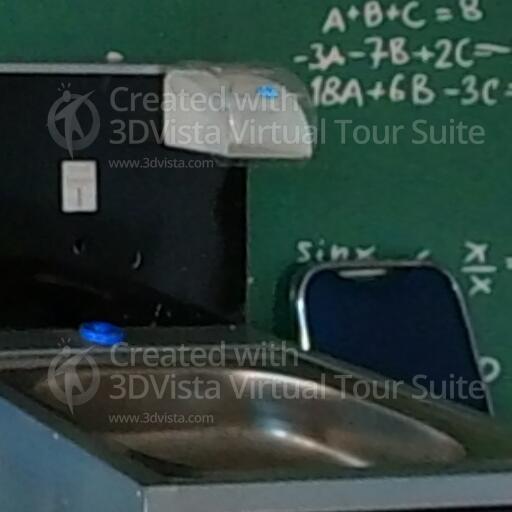 A+B+C = 8
-3A-7B+2C=
18A+6B-3C=
Created with
3DVista Virtual Tour Suite
www.3dvista.com
sinx
x
x
Created with
3DVista Virtual Tour Suite
www.3dvista.com